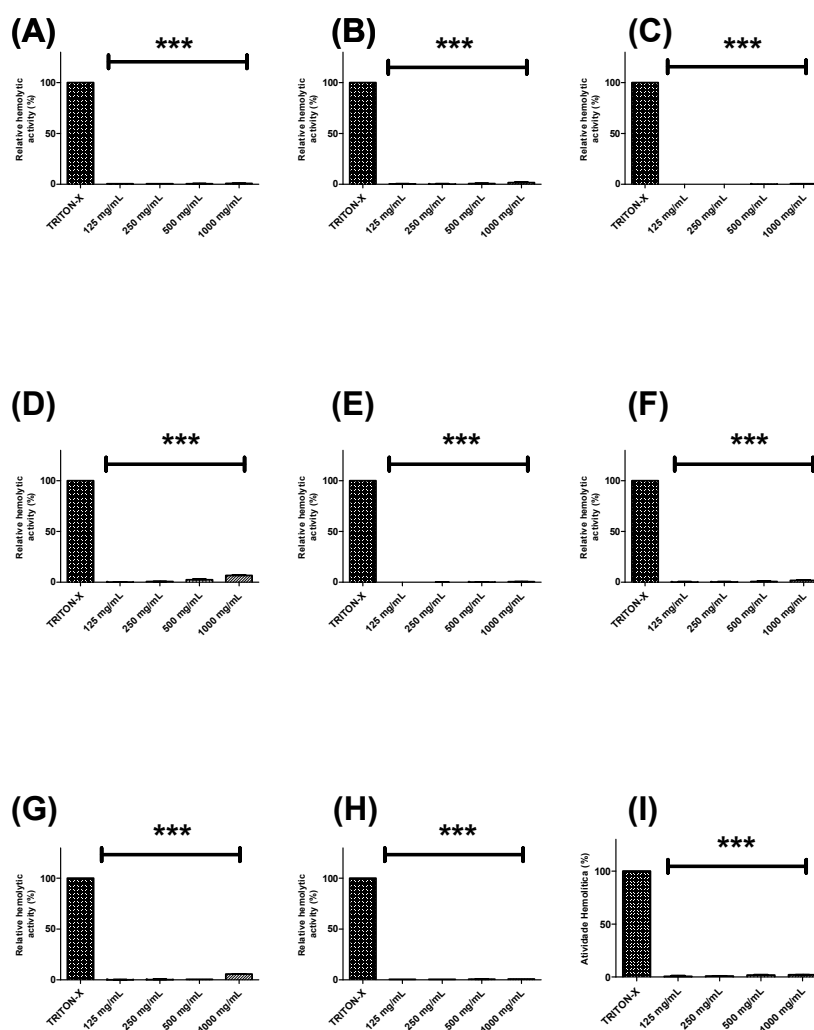 (A)
***
Relative hemolytic
activity (%)
100
50
0
TRITON-X
125 mg/mL
250 mg/mL
500 mg/mL
1000 mg/mL
(B)
***
Relative hemolytic
activity (%)
100
50
0
TRITON-X
125 mg/mL
250 mg/mL
500 mg/mL
1000 mg/mL
(C)
***
Relative hemolytic
activity (%)
100
50
0
TRITON-X
125 mg/mL
250 mg/mL
500 mg/mL
1000 mg/mL
(D)
***
Relative hemolytic
activity (%)
100
50
0
TRITON-X
125 mg/mL
250 mg/mL
500 mg/mL
1000 mg/mL
(E)
***
Relative hemolytic
activity (%)
100
50
0
TRITON-X
125 mg/mL
250 mg/mL
500 mg/mL
1000 mg/mL
(F)
***
Relative hemolytic
activity (%)
100
50
0
TRITON-X
125 mg/mL
250 mg/mL
500 mg/mL
1000 mg/mL
(G)
***
Relative hemolytic
activity (%)
100
50
0
TRITON-X
125 mg/mL
250 mg/mL
500 mg/mL
1000 mg/mL
(H)
***
Relative hemolytic
activity (%)
100
50
0
TRITON-X
125 mg/mL
250 mg/mL
500 mg/mL
1000 mg/mL
(I)
***
Atividade Hemolítica (%)
100
50
0
TRITON-X
125 mg/mL
250 mg/mL
500 mg/mL
1000 mg/mL